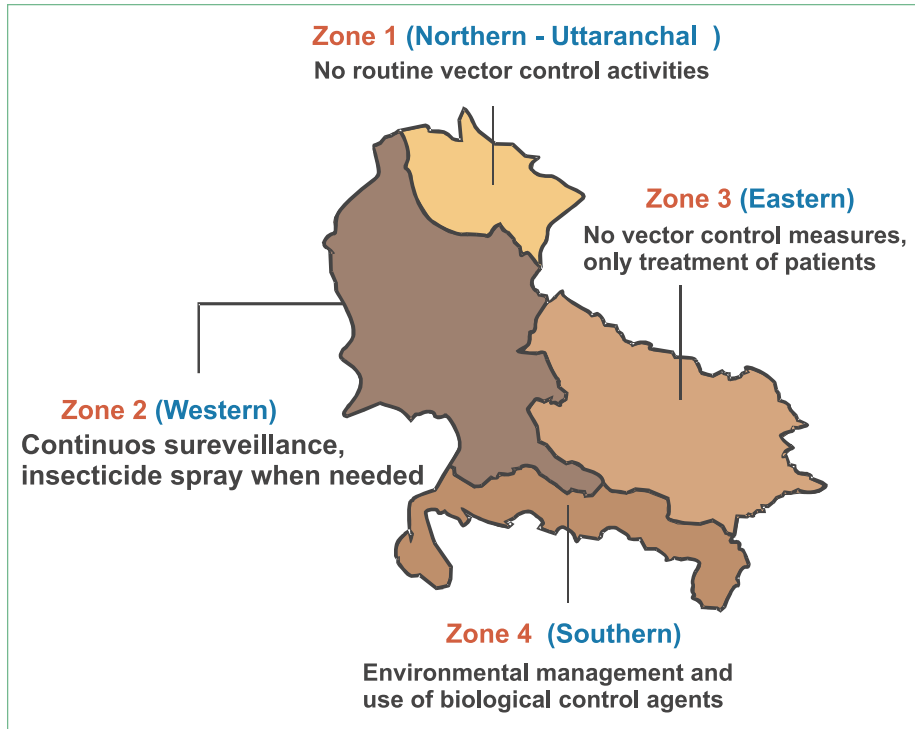 Zone 1 (Northern - Uttaranchal )
No routine vector control activities
Zone 3 (Eastern)
No vector control measures,
only treatment of patients
Zone 2 (Western)
Continuos sureveillance,
insecticide spray when needed
Zone 4 (Southern)
Environmental management and
use of biological control agents